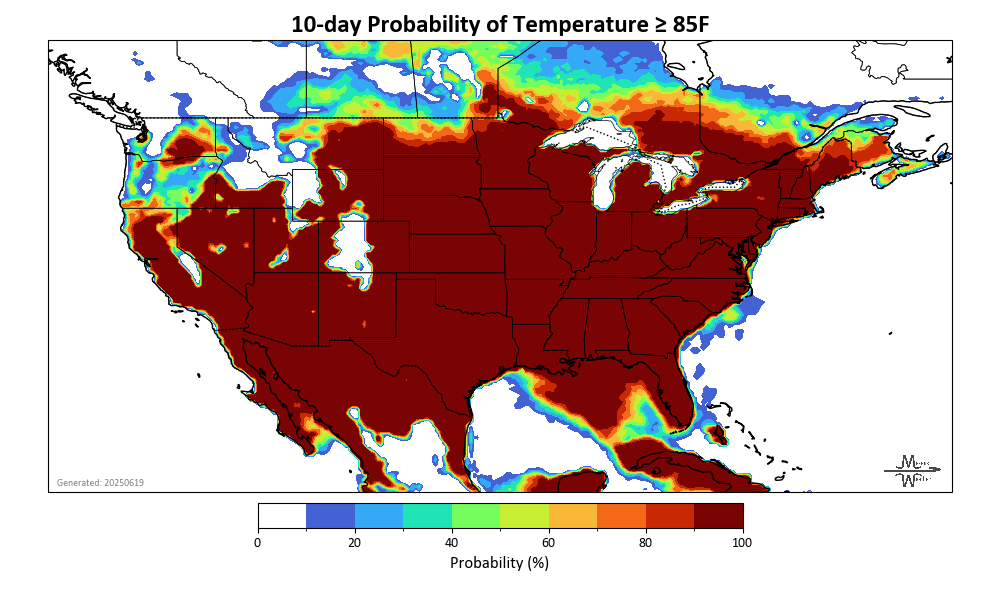 10-day Probability of Temperature ≥ 85F
Generated: 20250619
0 20 40 60 80 100
Probability (%)